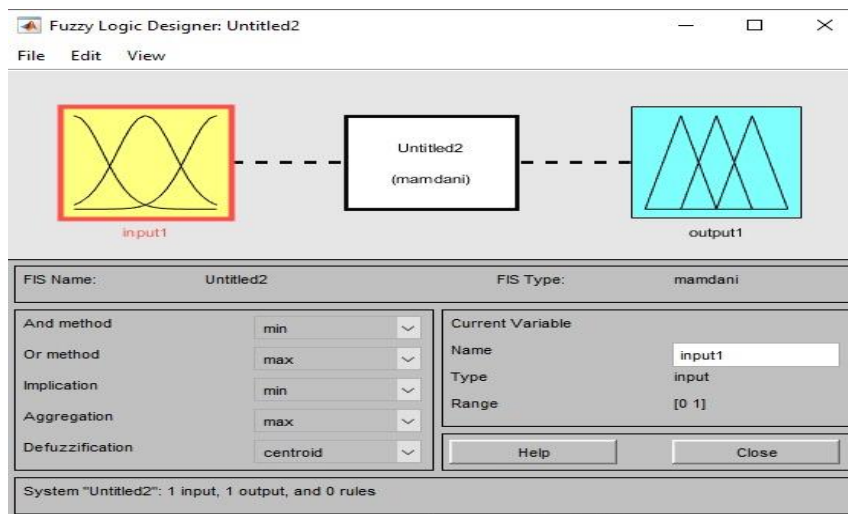 Fuzzy Logic Designer: Untitled2
File Edit View
Untitled2
(mamdani)
input1
output1
FIS Name: Untitled2 FIS Type: mamdani
And method min
Or method max
Implication min
Aggregation max
Defuzzification centroid
Current Variable
Name input1
Type input
Range [0 1]
Help Close
System "Untitled2": 1 input, 1 output, and 0 rules